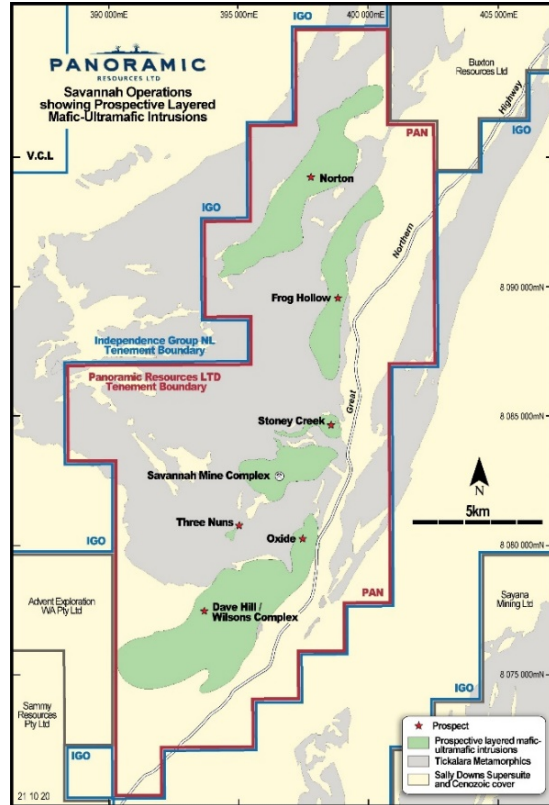 390 000mE
395 000mE
400 000mE
405 000mE
PANORAMIC
RESOURCES LTD
Savannah Operations
showing Prospective Layered
Mafic-Ultramafic Intrusions
V.C.L
IGO
Buxton
Resources Ltd
Highway
IGO
PAN
Norton
IGO
Northern
Frog Hollow
8 090 000mN
Independence Group NL
Tenement Boundary
Panoramic Resources LTD
Tenement Boundary
Great
Stoney Creek
8 085 000mN
Savannah Mine Complex
N
5km
Three Nuns
Oxide
IGO
8 080 000mN
Advent Exploration
WA Pty Ltd
PAN
Sayana
Mining Ltd
Dave Hill /
Wilsons Complex
8 075 000mN
Sammy
Resources
Pty Ltd
IGO
IGO
Prospect
Prospective layered mafic-
ultramafic intrusions
Tickalara Metamorphics
Sally Downs Supersuite
and Cenozoic cover
21 10 20